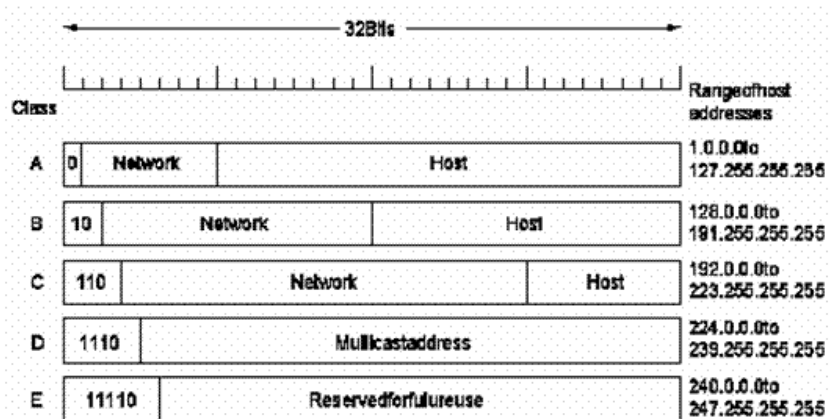 32Bits
Rangeofhost
addresses
Class
A 0 Network Host 1.0.0.0to
127.255.255.255
B 10 Network Host 128.0.0.0to
191.255.255.255
C 110 Network Host 192.0.0.0to
223.255.255.255
D 1110 Multicastaddress 224.0.0.0to
239.255.255.255
E 11110 Reservedforfutureuse 240.0.0.0to
247.255.255.255